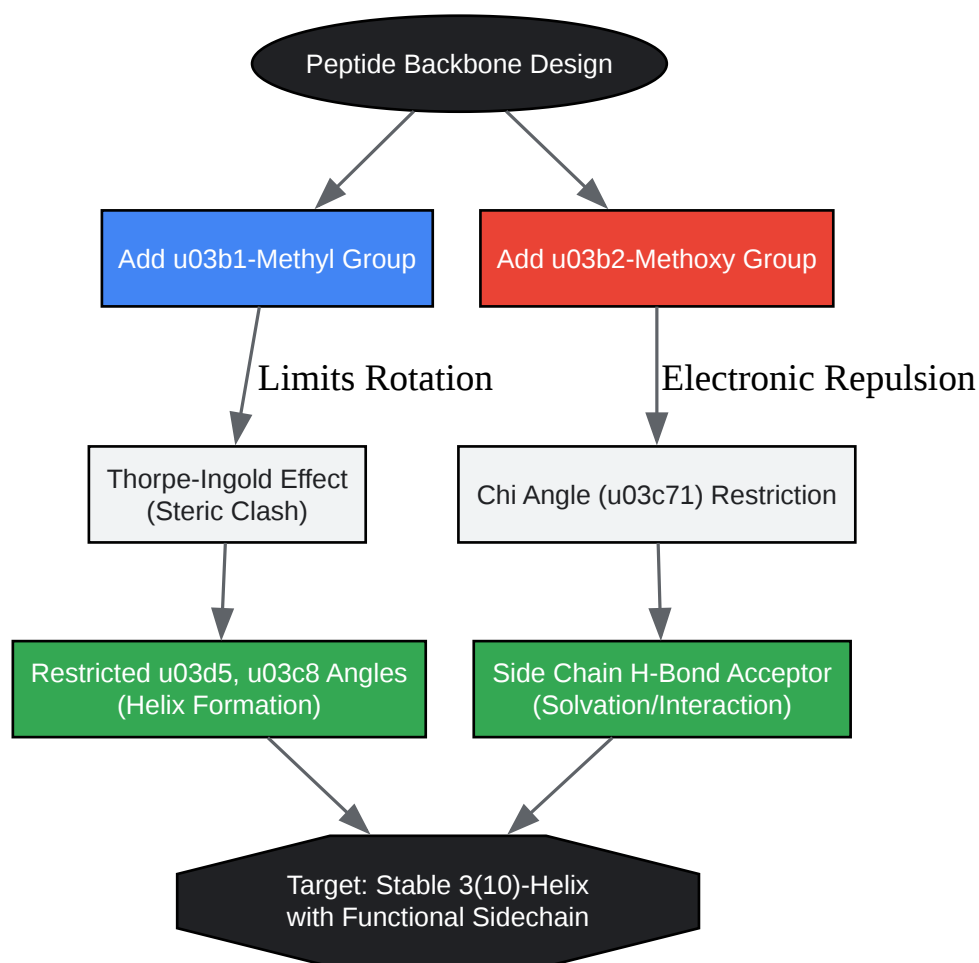 Peptide Backbone Design
Add u03b1-Methyl Group
Add u03b2-Methoxy Group
Limits Rotation
Electronic Repulsion
Thorpe-Ingold Effect
(Steric Clash)
Chi Angle (u03c71) Restriction
Restricted u03d5, u03c8 Angles
(Helix Formation)
Side Chain H-Bond Acceptor
(Solvation/Interaction)
Target: Stable 3(10)-Helix
with Functional Sidechain